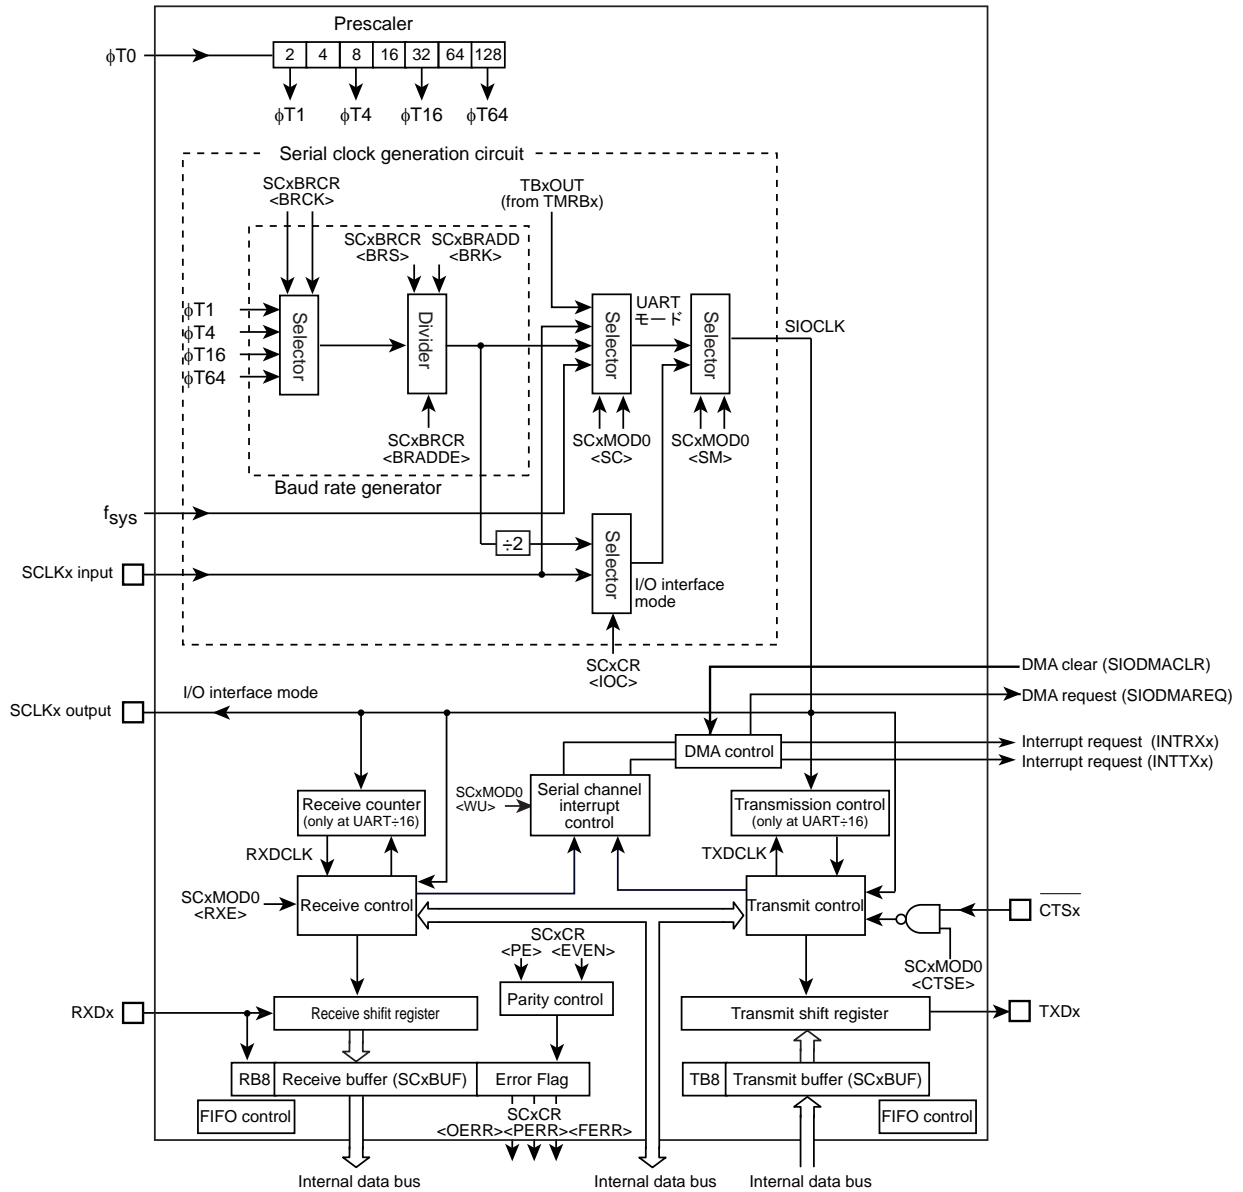 Prescaler
ϕT0
2 4 8 16 32 64 128
ϕT1 ϕT4 ϕT16 ϕT64
Serial clock generation circuit
SCxBRCR
<BRCK>
TBxOUT
(from TMRBx)
SCxBRCR
<BRS>
SCxBRADD
<BRK>
ϕT1
ϕT4
ϕT16
ϕT64
Selector
Divider
Selector
UART
モード
Selector
SIOCLK
SCxBRCR
<BRADDE>
SCxMOD0
<SC>
SCxMOD0
<SM>
Baud rate generator
fsys
÷2
Selector
SCLKx input
I/O interface
mode
SCxCR
<IOC>
DMA clear (SIODMACLR)
I/O interface mode
DMA request (SIODMAREQ)
SCLKx output
DMA control
Interrupt request (INTRXx)
Interrupt request (INTTXx)
Receive counter
(only at UART÷16)
SCxMOD0
<WU>
Serial channel
interrupt
control
Transmission control
(only at UART÷16)
RXDCLK
TXDCLK
SCxMOD0
<RXE>
Receive control
Transmit control
CTSx
SCxCR
<PE> <EVEN>
SCxMOD0
<CTSE>
Parity control
RXDx
Receive shifit register
Transmit shift register
TXDx
RB8
Receive buffer (SCxBUF)
Error Flag
TB8
Transmit buffer (SCxBUF)
FIFO control
SCxCR
<OERR><PERR><FERR>
FIFO control
Internal data bus
Internal data bus
Internal data bus